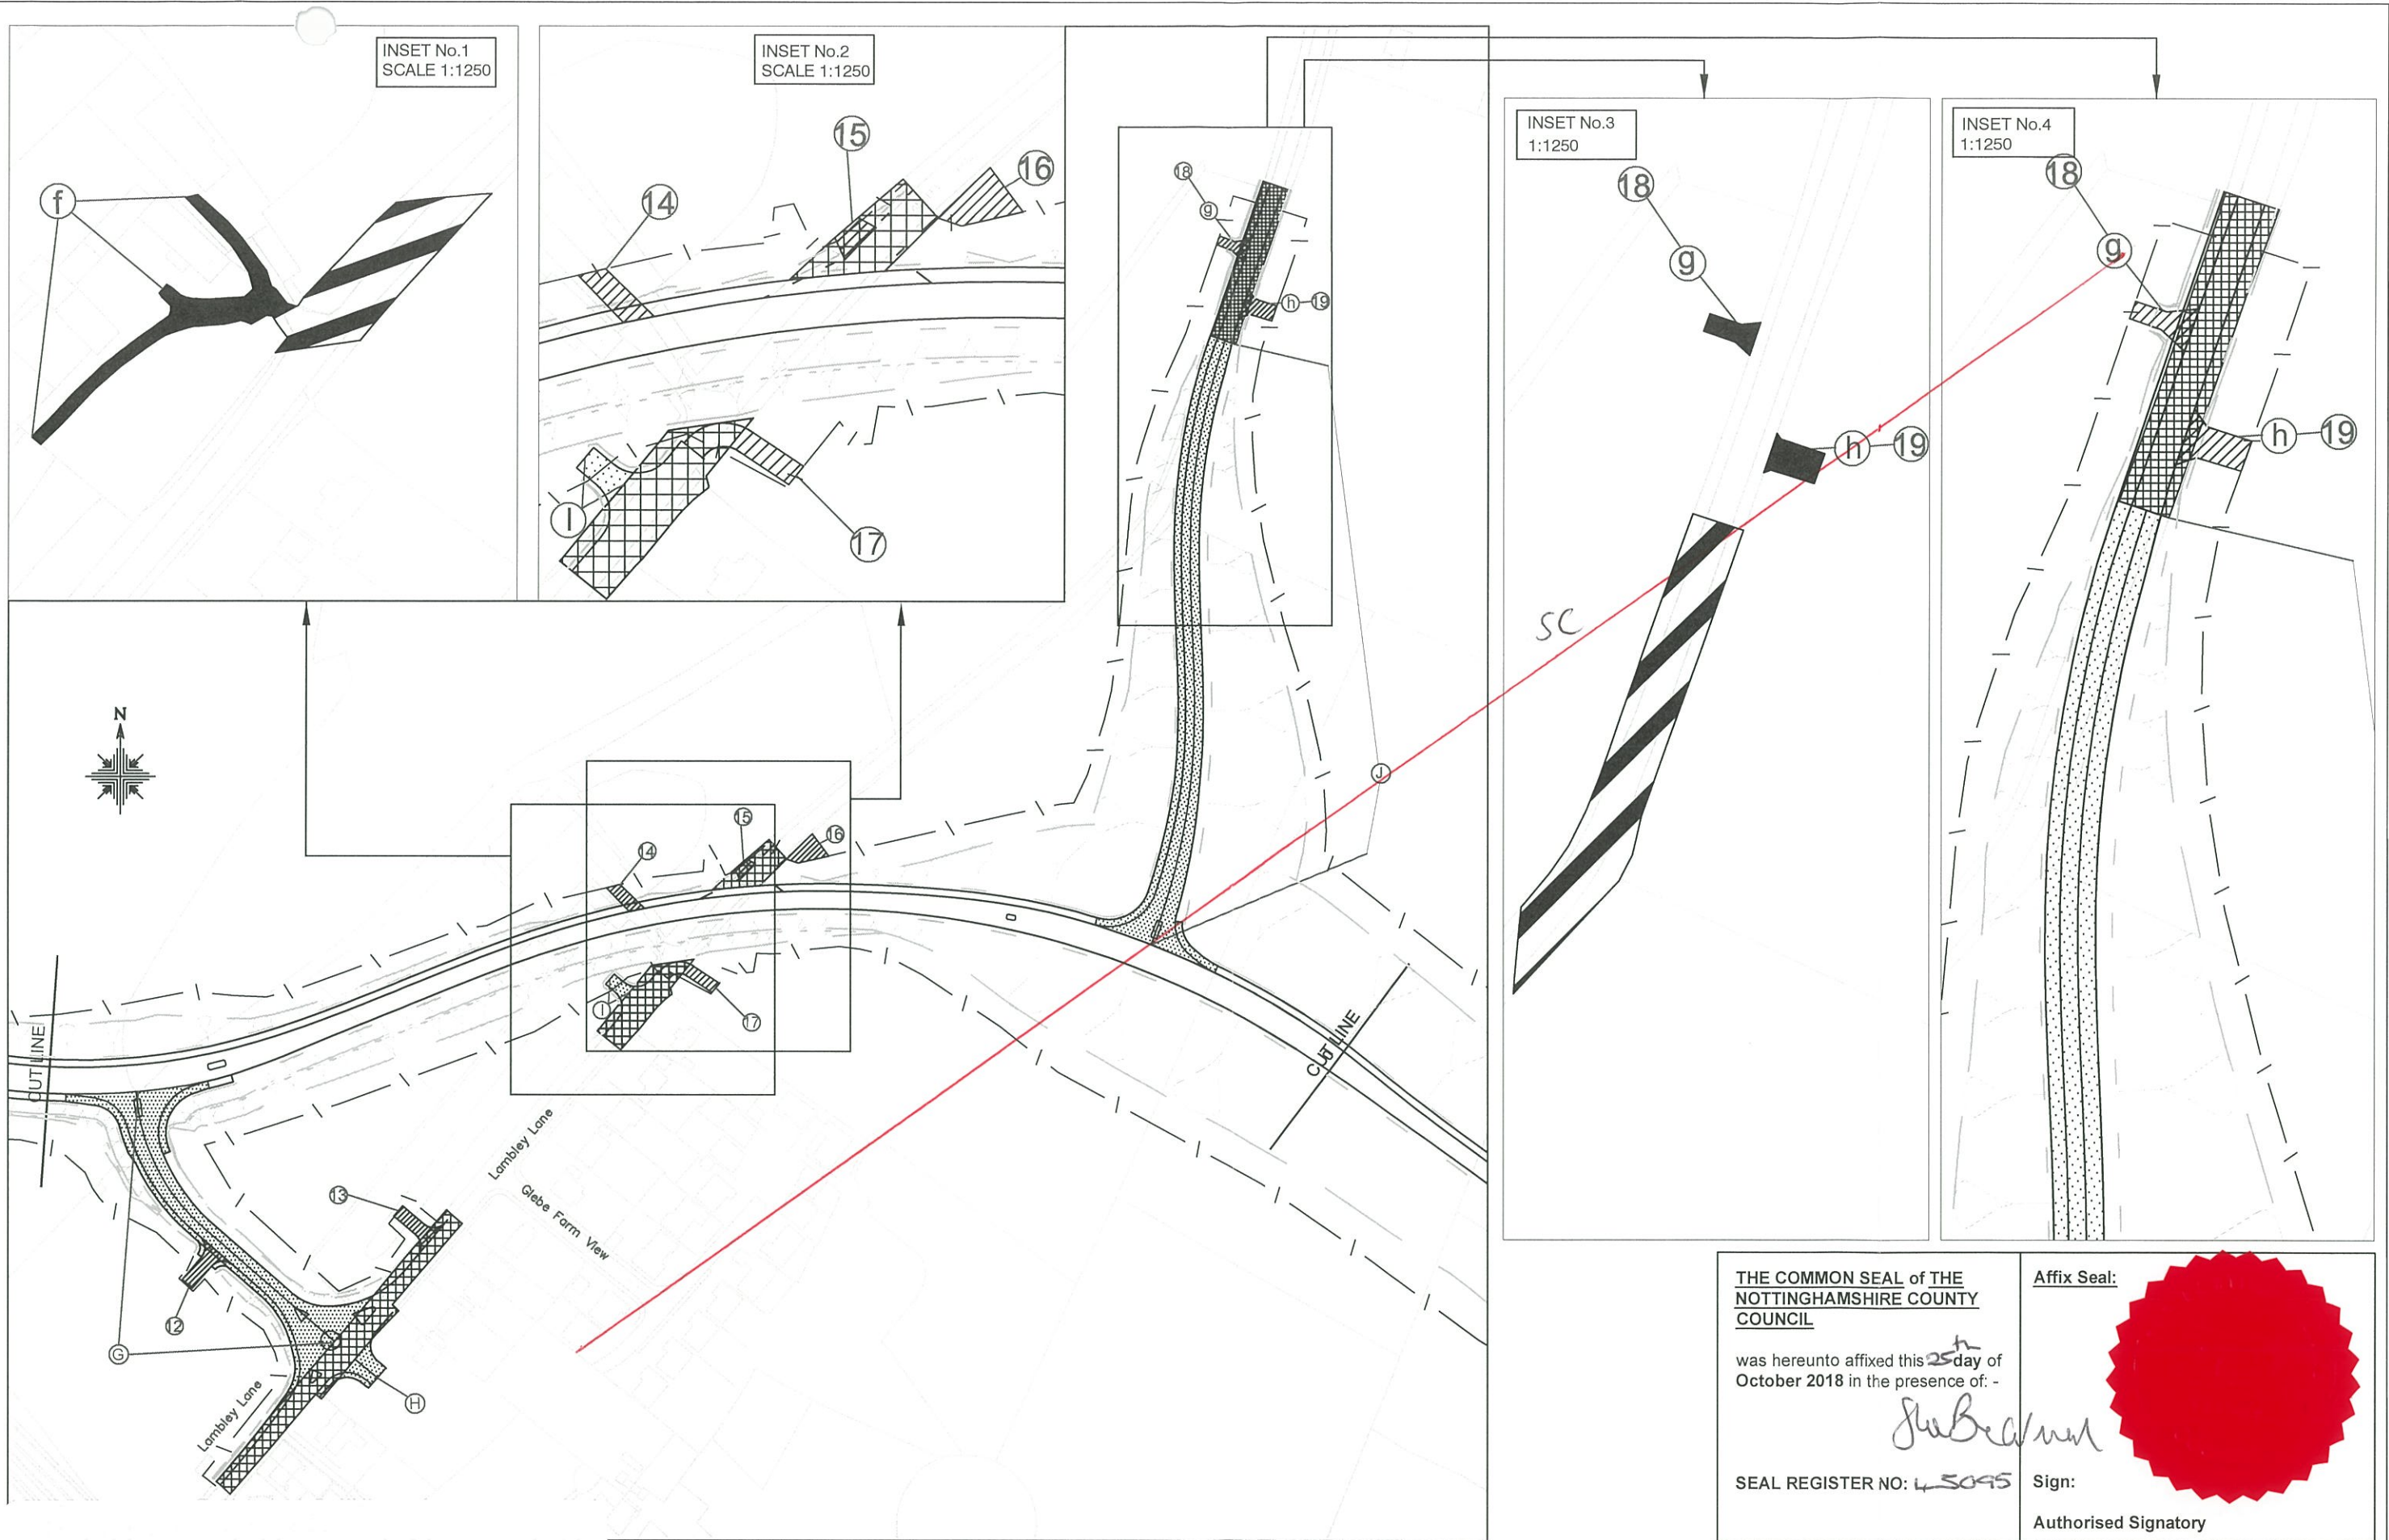 INSET No.1
SCALE 1:1250
f
INSET No.2
SCALE 1:1250
14
15
16
I
17
18
g
h
19
J
INSET No.3
1:1250
18
g
h
19
INSET No.4
1:1250
18
g
h
19
SC
N
14
15
16
I
17
CUT LINE
CUT LINE
Lambley Lane
Glebe Farm View
13
12
G
H
Lambley Lane
THE COMMON SEAL of THE
NOTTINGHAMSHIRE COUNTY
COUNCIL
was hereunto affixed this 25th day of
October 2018 in the presence of: -
SEAL REGISTER NO: 45095
Affix Seal:
Sign:
Authorised Signatory